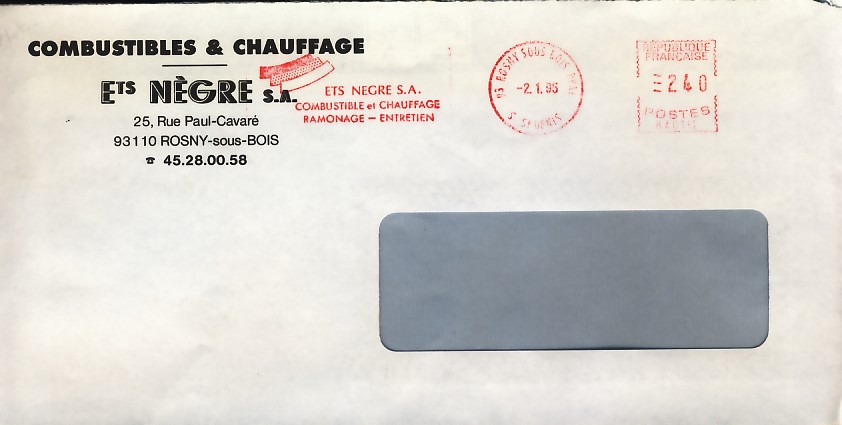 COMBUSTIBLES & CHAUFFAGE
ETS NÈGRE S.A.
25, Rue Paul-Cavaré
93110 ROSNY-sous-BOIS
☎ 45.28.00.58
ETS NEGRE S.A.
COMBUSTIBLE et CHAUFFAGE
RAMONAGE – ENTRETIEN
93 ROSNY SOUS BOIS
-2.1.95
S. ST DENIS
REPUBLIQUE
FRANCAISE
240
POSTES